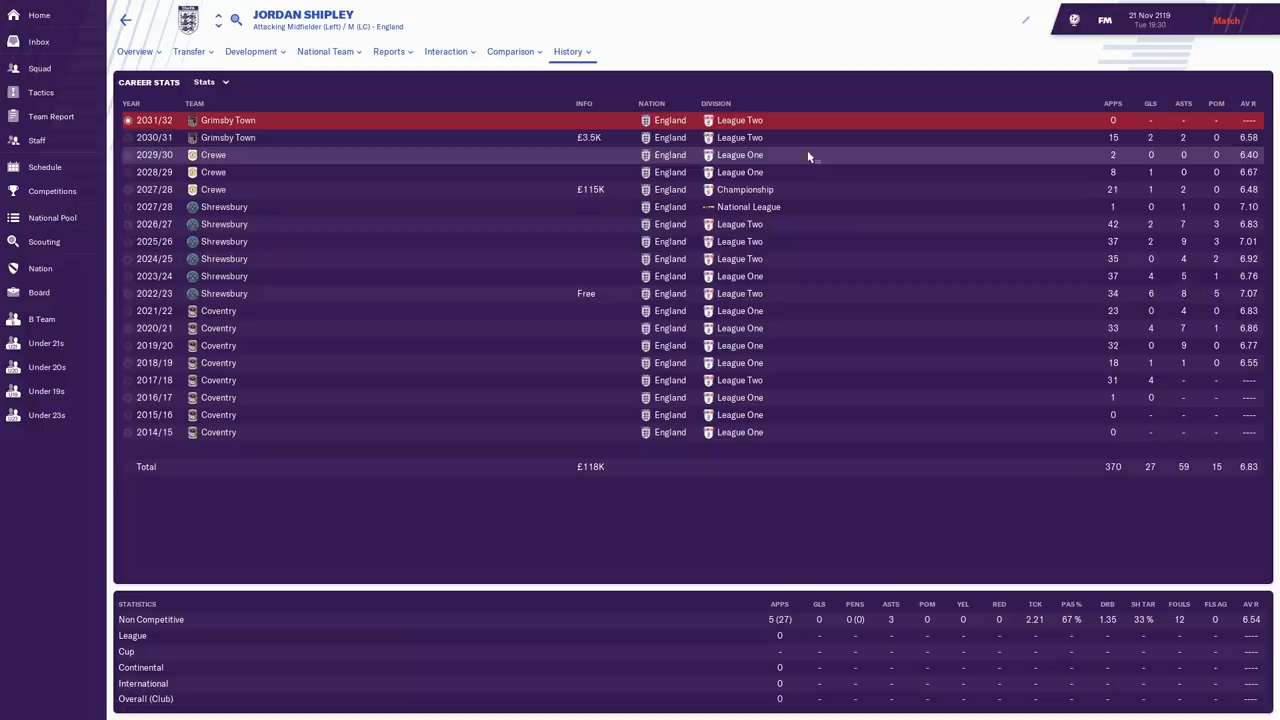 Home
Inbox
Squad
Tactics
Team Report
Staff
Schedule
Competitions
National Pool
Scouting
Nation
Board
B Team
Under 21s
Under 20s
Under 19s
Under 23s
JORDAN SHIPLEY
Attacking Midfielder (Left) / M (LC) - England
FM
21 Nov 2119
Tue 19:30
Match
Overview Transfer Development National Team Reports Interaction Comparison History
CAREER STATS Stats
YEAR TEAM INFO NATION DIVISION APPS GLS ASTS POM AV R
2031/32 Grimsby Town England League Two 0 - - - ----
2030/31 Grimsby Town £3.5K England League Two 15 2 2 0 6.58
2029/30 Crewe England League One 2 0 0 0 6.40
2028/29 Crewe England League One 8 1 0 0 6.67
2027/28 Crewe £115K England Championship 21 1 2 0 6.48
2027/28 Shrewsbury England National League 1 0 1 0 7.10
2026/27 Shrewsbury England League Two 42 2 7 3 6.83
2025/26 Shrewsbury England League Two 37 2 9 3 7.01
2024/25 Shrewsbury England League Two 35 0 4 2 6.92
2023/24 Shrewsbury England League One 37 4 5 1 6.76
2022/23 Shrewsbury Free England League Two 34 6 8 5 7.07
2021/22 Coventry England League One 23 0 4 0 6.83
2020/21 Coventry England League One 33 4 7 1 6.86
2019/20 Coventry England League One 32 0 9 0 6.77
2018/19 Coventry England League One 18 1 1 0 6.55
2017/18 Coventry England League Two 31 4 - - ----
2016/17 Coventry England League One 1 0 - - ----
2015/16 Coventry England League One 0 - - - ----
2014/15 Coventry England League One 0 - - - ----
Total £118K 370 27 59 15 6.83
STATISTICS APPS GLS PENS ASTS POM YEL RED TCK PAS % DRB SH TAR FOULS FLS AG AV R
Non Competitive 5 (27) 0 0 (0) 3 0 0 0 2.21 67 % 1.35 33 % 12 0 6.54
League 0 - - - - - - - - - - - - ----
Cup - - - - - - - - - - - - - ----
Continental 0 - - - - - - - - - - - - ----
International 0 - - - - - - - - - - - - ----
Overall (Club) 0 - - - - - - - - - - - - ----